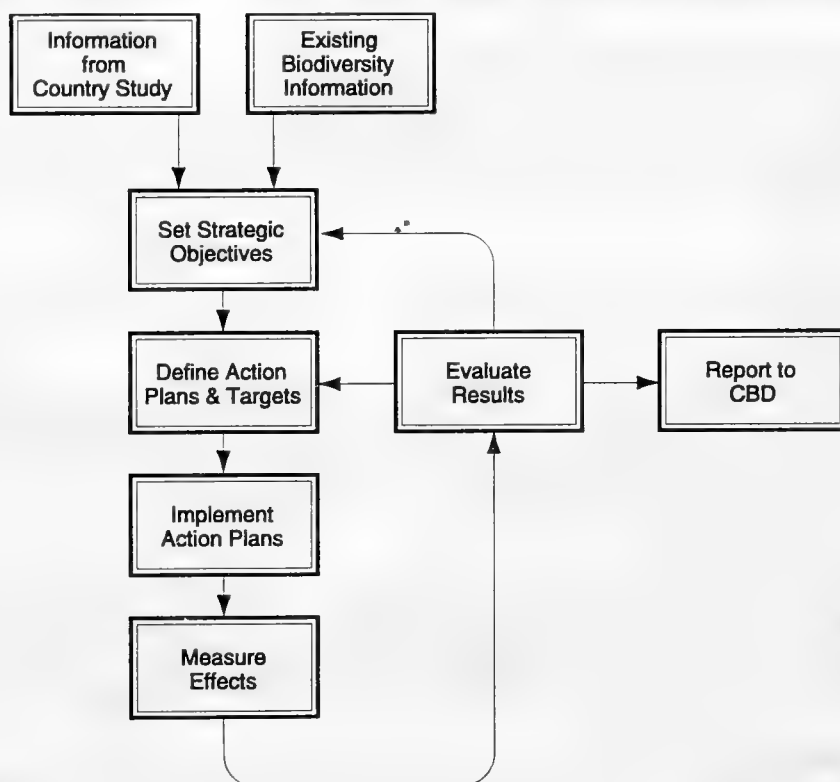 Information
from
Country Study
Existing
Biodiversity
Information
Set Strategic
Objectives
Define Action
Plans & Targets
Evaluate
Results
Report to
CBD
Implement
Action Plans
Measure
Effects